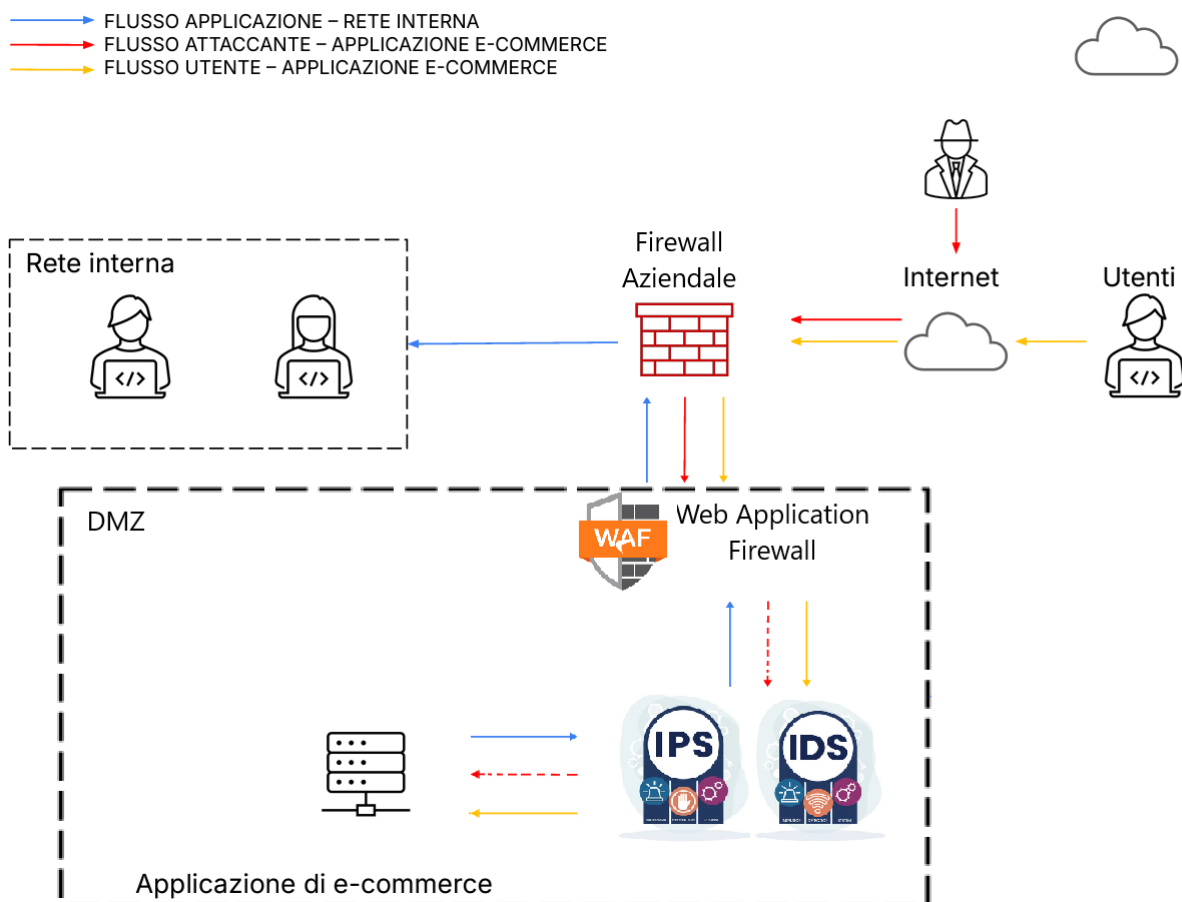 FLUSSO APPLICAZIONE – RETE INTERNA
FLUSSO ATTACCANTE – APPLICAZIONE E-COMMERCE
FLUSSO UTENTE – APPLICAZIONE E-COMMERCE
Rete interna
</>
</>
Firewall
Aziendale
Internet
Utenti
</>
DMZ
WAF
Web Application
Firewall
IPS
IDS
Applicazione di e-commerce